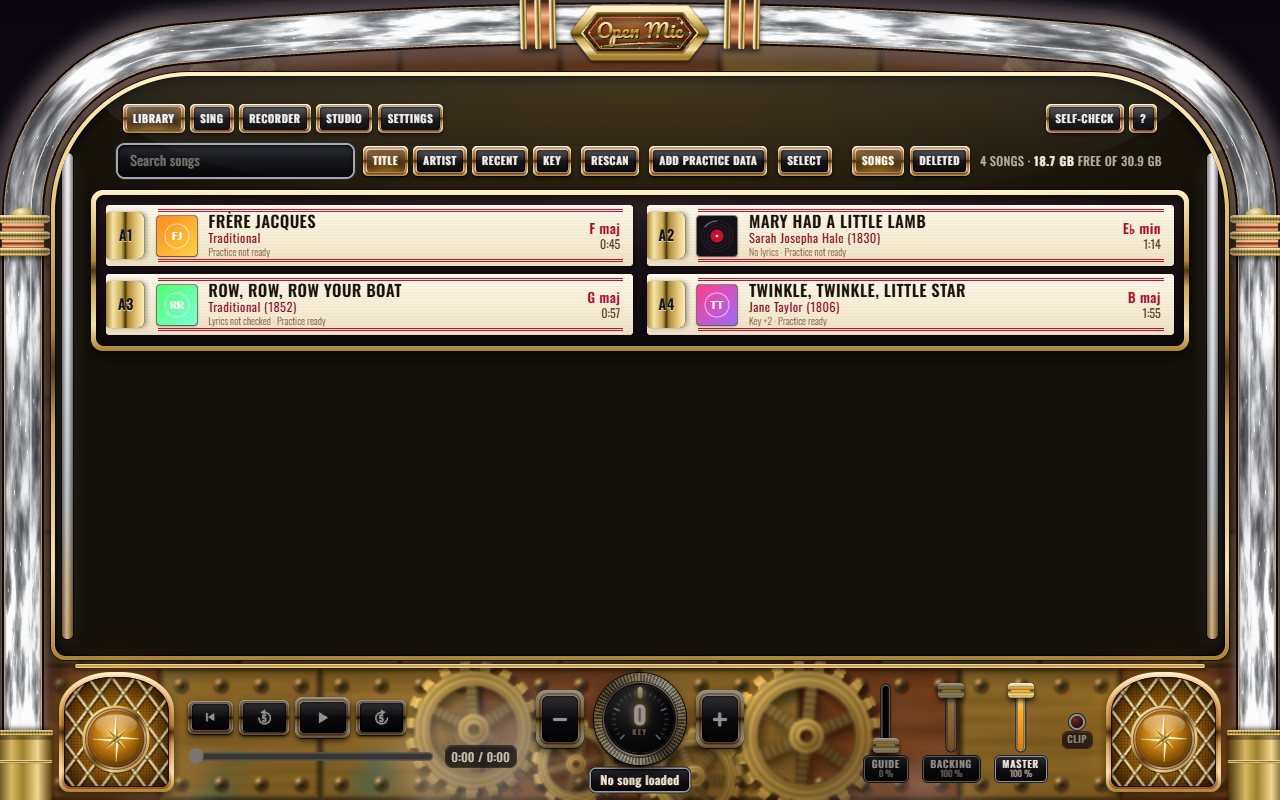 Open Mic
LIBRARY SING RECORDER STUDIO SETTINGS SELF-CHECK ?
Search songs TITLE ARTIST RECENT KEY RESCAN ADD PRACTICE DATA SELECT SONGS DELETED 4 SONGS · 18.7 GB FREE OF 30.9 GB
A1 FJ FRÈRE JACQUES
Traditional
Practice not ready
F maj
0:45
A2 MARY HAD A LITTLE LAMB
Sarah Josepha Hale (1830)
No lyrics · Practice not ready
E♭ min
1:14
A3 RR ROW, ROW, ROW YOUR BOAT
Traditional (1852)
Lyrics not checked · Practice ready
G maj
0:57
A4 TT TWINKLE, TWINKLE, LITTLE STAR
Jane Taylor (1806)
Key +2 · Practice ready
B maj
1:55
5 5
0:00 / 0:00
− 0 +
KEY
No song loaded
GUIDE
0 %
BACKING
100 %
MASTER
100 %
CLIP